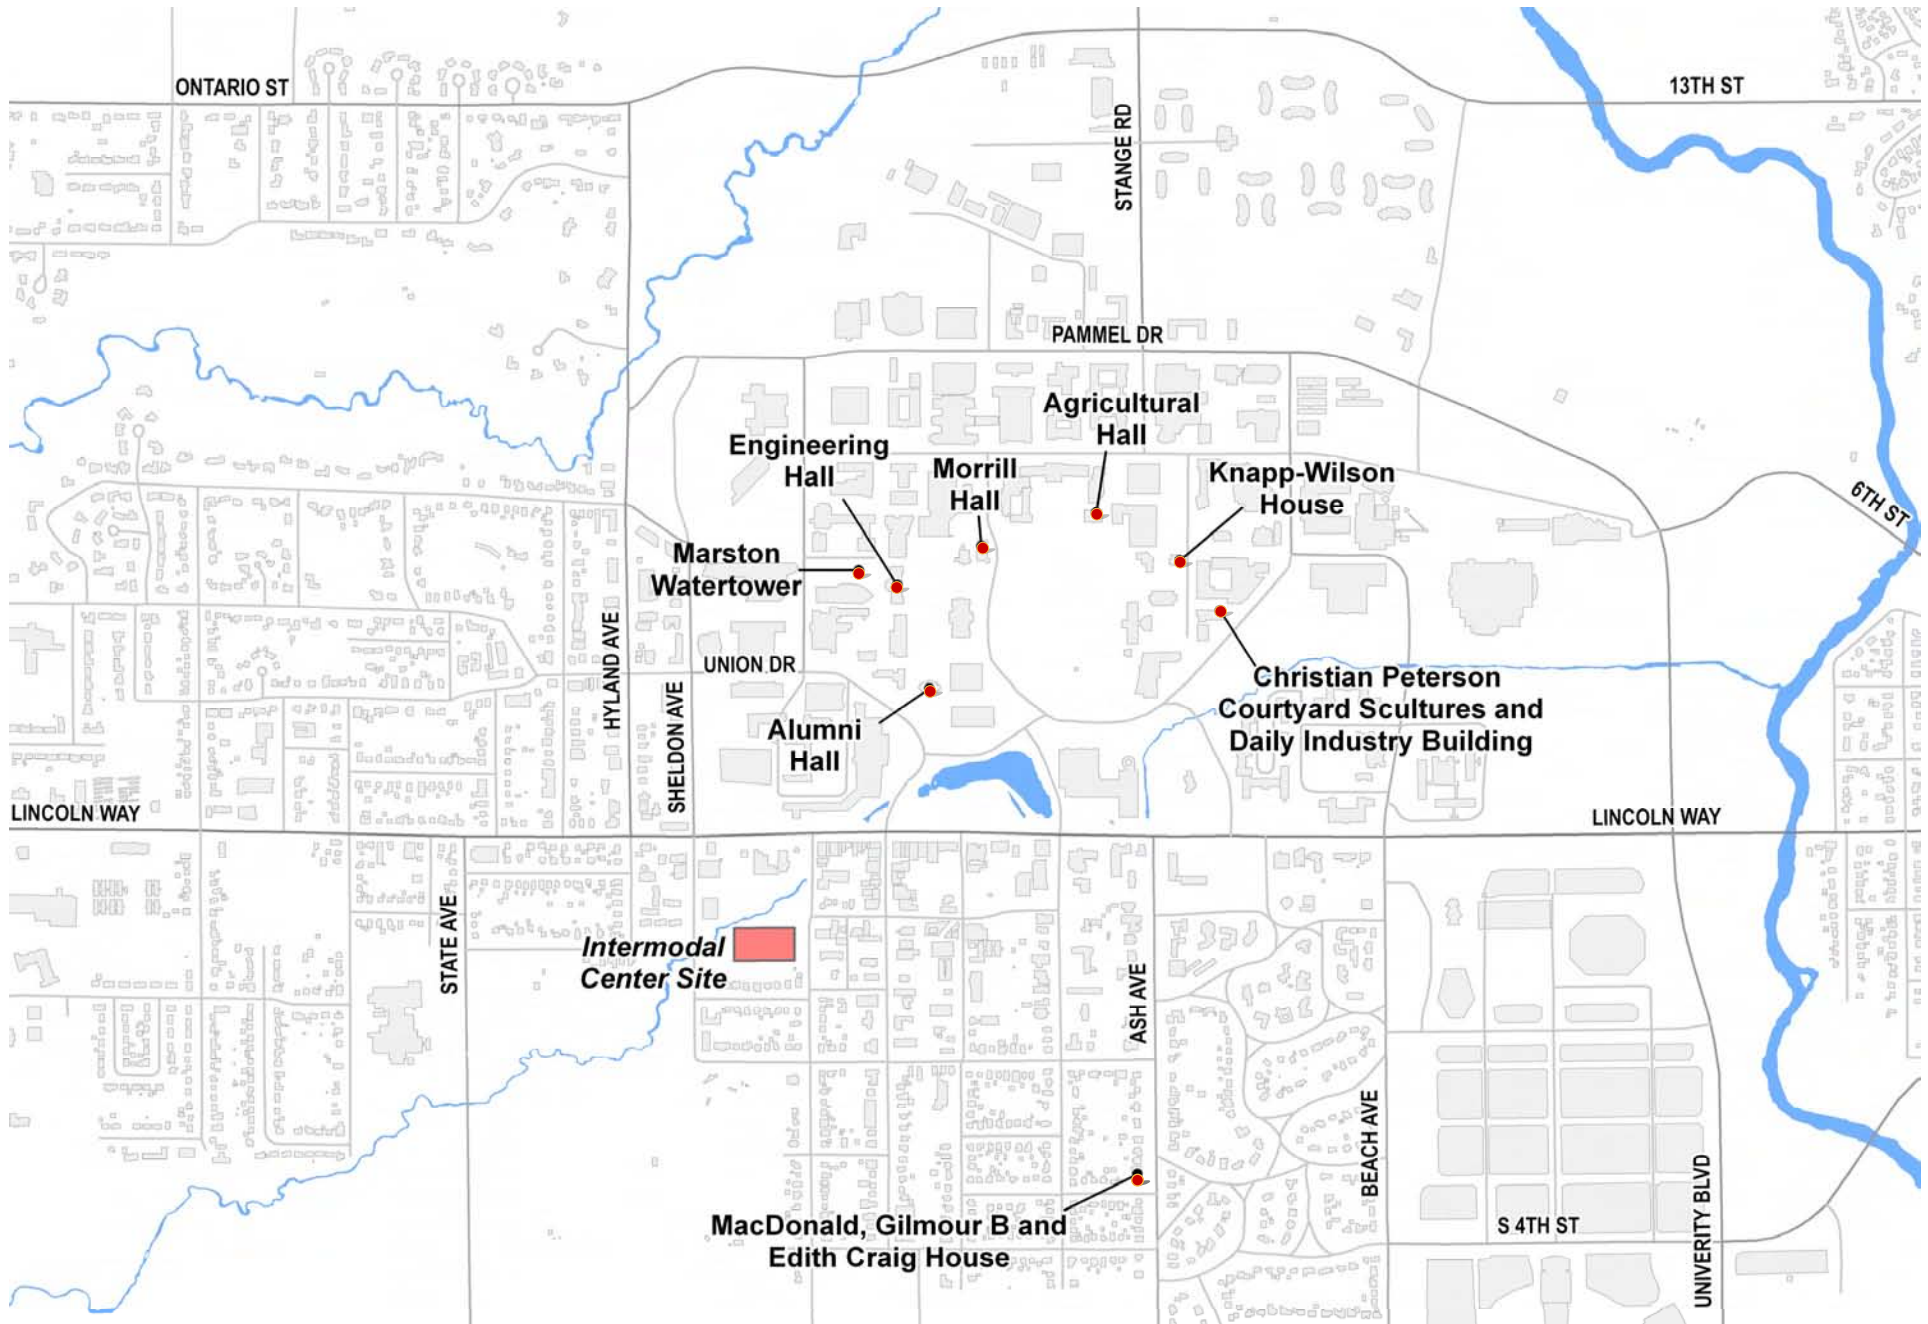 ONTARIO ST
13TH ST
STANGE RD
PAMMEL DR
Agricultural
Hall
Engineering
Hall
Morrill
Hall
Knapp-Wilson
House
6TH ST
Marston
Watertower
HYLAND AVE
UNION DR
SHELDON AVE
Christian Peterson
Courtyard Scultures and
Daily Industry Building
Alumni
Hall
LINCOLN WAY
LINCOLN WAY
STATE AVE
Intermodal
Center Site
ASH AVE
BEACH AVE
UNIVERITY BLVD
S 4TH ST
MacDonald, Gilmour B and
Edith Craig House